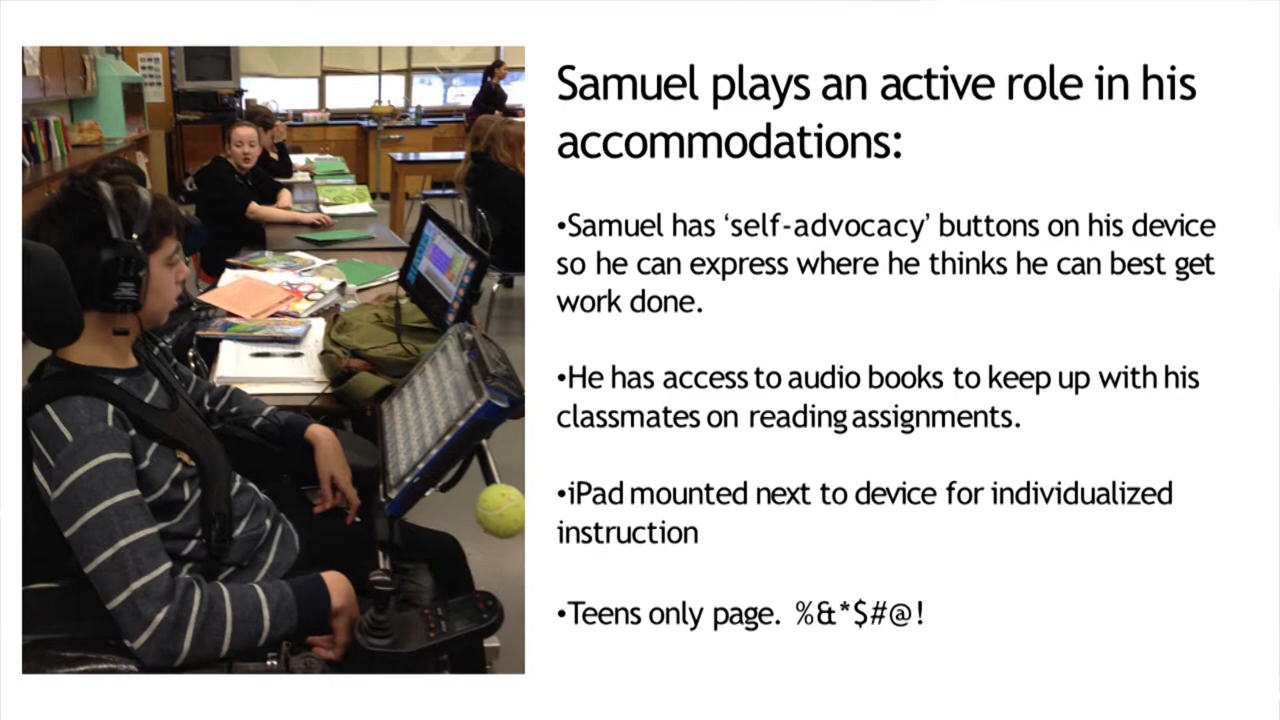 Samuel plays an active role in his
accommodations:
•Samuel has ‘self-advocacy’ buttons on his device
so he can express where he thinks he can best get
work done.
•He has access to audio books to keep up with his
classmates on reading assignments.
•iPad mounted next to device for individualized
instruction
•Teens only page.  %&*$#@!